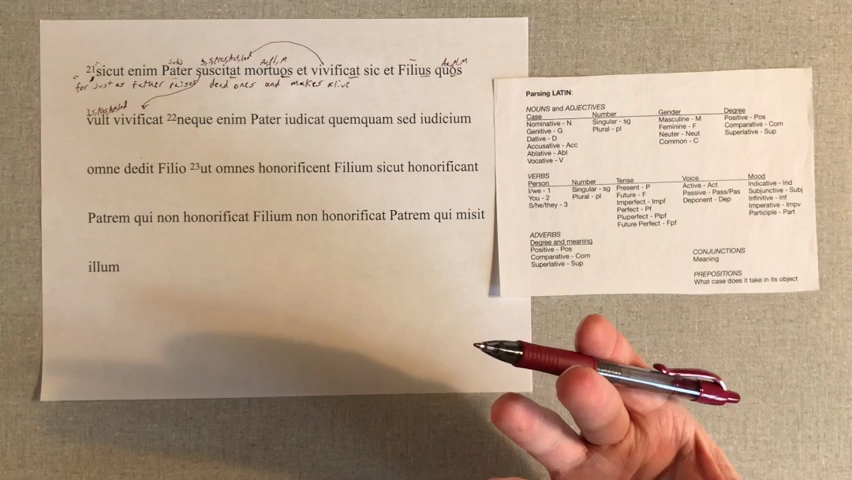 ²¹sicut enim Pater suscitat mortuos et vivificat sic et Filius quos
for just as father raises dead ones and makes alive
vult vivificat ²²neque enim Pater iudicat quemquam sed iudicium
omne dedit Filio ²³ut omnes honorificent Filium sicut honorificant
Patrem qui non honorificat Filium non honorificat Patrem qui misit
illum
Parsing LATIN:
NOUNS and ADJECTIVES
Case Number Gender Degree
Nominative - N Singular - sg Masculine - M Positive - Pos
Genitive - G Plural - pl Feminine - F Comparative - Com
Dative - D Neuter - Neut Superlative - Sup
Accusative - Acc Common - C
Ablative - Abl
Vocative - V
VERBS
Person Number Tense Voice Mood
I/we - 1 Singular - sg Present - P Active - Act Indicative - Ind
You - 2 Plural - pl Future - F Passive - Pass/Pas Subjunctive - Subj
S/he/they - 3 Imperfect - Impf Deponent - Dep Infinitive - Inf
Perfect - Pf Imperative - Impv
Pluperfect - Plpf Participle - Part
Future Perfect - Fpf
ADVERBS
Degree and meaning
Positive - Pos
Comparative - Com
Superlative - Sup
CONJUNCTIONS
Meaning
PREPOSITIONS
What case does it take in its object